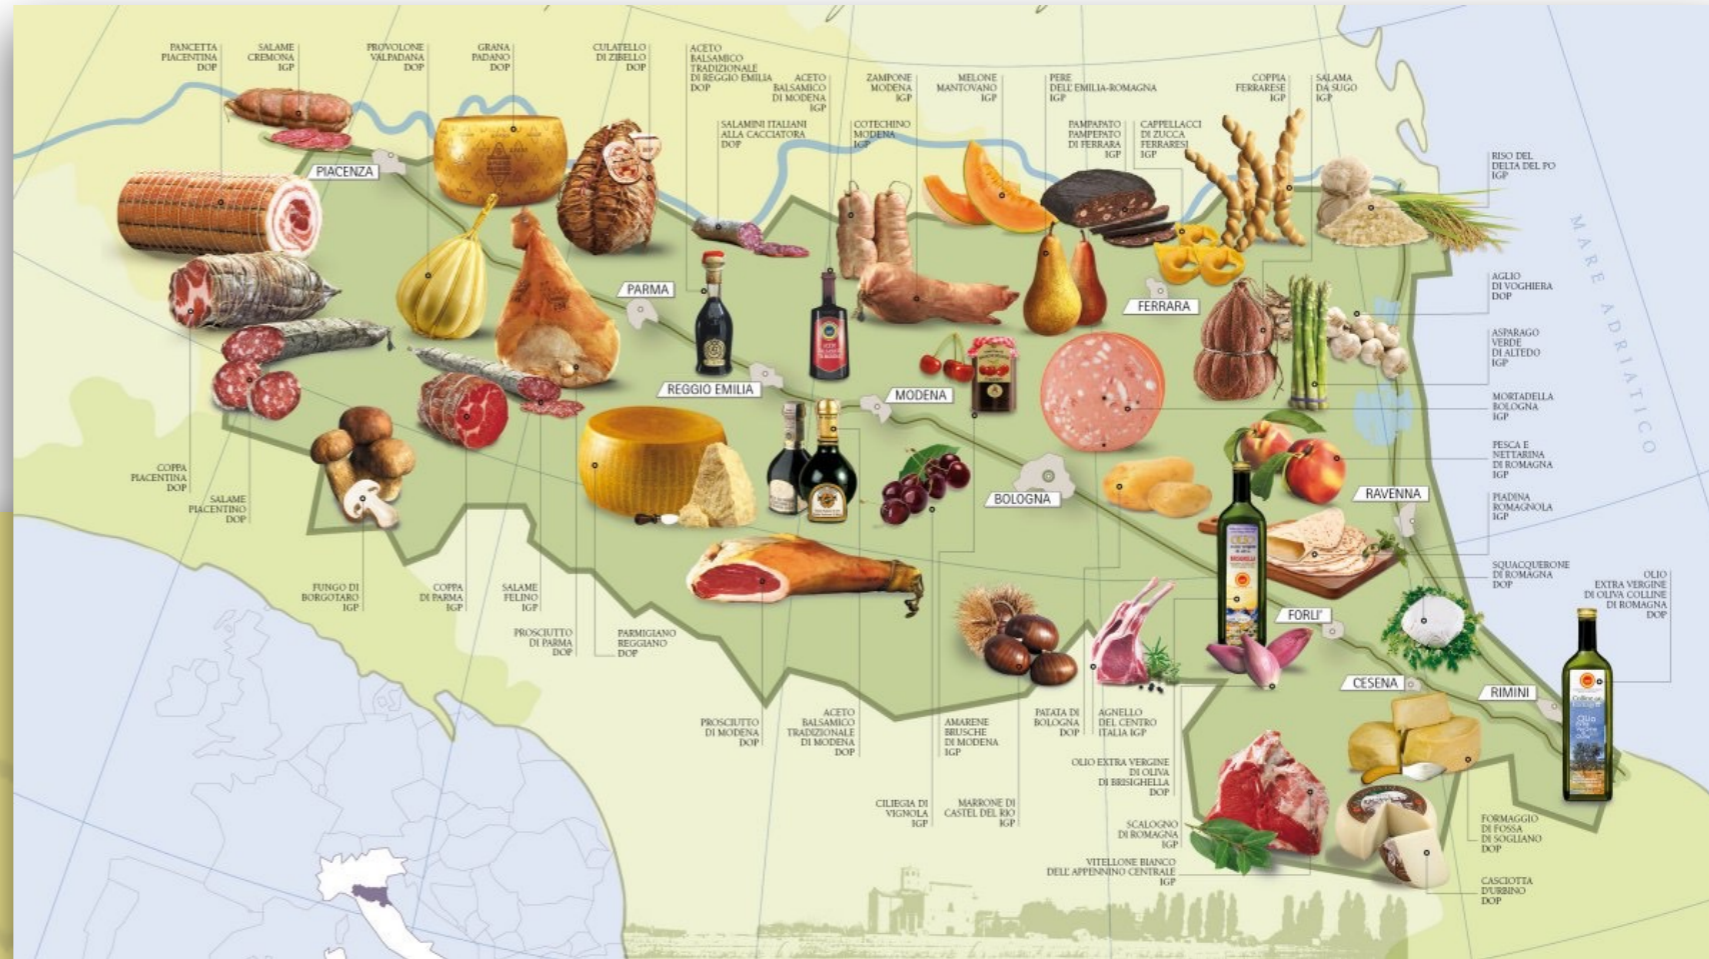 PANCETTA
PIACENTINA
DOP
SALAME
CREMONA
IGP
PROVOLONE
VALPADANA
DOP
GRANA
PADANO
DOP
CULATELLO
DI ZIBELLO
DOP
ACETO
BALSAMICO
TRADIZIONALE
DI REGGIO EMILIA
DOP
ACETO
BALSAMICO
DI MODENA
IGP
ZAMPONE
MODENA
IGP
MELONE
MANTOVANO
IGP
PERE
DELL'EMILIA-ROMAGNA
IGP
COPPIA
FERRARESE
IGP
SALAMA
DA SUGO
IGP
SALAMINI ITALIANI
ALLA CACCIATORA
DOP
COTECHINO
MODENA
IGP
PAMPAPATO
PAMPEPATO
DI FERRARA
IGP
CAPPELLACCI
DI ZUCCA
FERRARESI
IGP
RISO DEL
DELTA DEL PO
IGP
PIACENZA
PARMA
FERRARA
REGGIO EMILIA
MODENA
BOLOGNA
RAVENNA
FORLI'
CESENA
RIMINI
MARE ADRIATICO
AGLIO
DI VOGHIERA
DOP
ASPARAGO
VERDE
DI ALTEDO
IGP
MORTADELLA
BOLOGNA
IGP
PESCA E
NETTARINA
DI ROMAGNA
IGP
PIADINA
ROMAGNOLA
IGP
SQUACQUERONE
DI ROMAGNA
DOP
OLIO
EXTRA VERGINE
DI OLIVA COLLINE
DI ROMAGNA
DOP
COPPA
PIACENTINA
DOP
SALAME
PIACENTINO
DOP
FUNGO DI
BORGOTARO
IGP
COPPA
DI PARMA
IGP
SALAME
FELINO
IGP
PROSCIUTTO
DI PARMA
DOP
PARMIGIANO
REGGIANO
DOP
PROSCIUTTO
DI MODENA
DOP
ACETO
BALSAMICO
TRADIZIONALE
DI MODENA
DOP
AMARENE
BRUSCHE
DI MODENA
IGP
PATATA DI
BOLOGNA
DOP
AGNELLO
DEL CENTRO
ITALIA IGP
CILIEGIA DI
VIGNOLA
IGP
MARRONE DI
CASTEL DEL RIO
IGP
OLIO EXTRA VERGINE
DI OLIVA
DI BRISIGHELLA
DOP
SCALOGNO
DI ROMAGNA
IGP
VITELLONE BIANCO
DELL'APPENNINO CENTRALE
IGP
FORMAGGIO
DI FOSSA
DI SOGLIANO
DOP
CASCIOTTA
D'URBINO
DOP